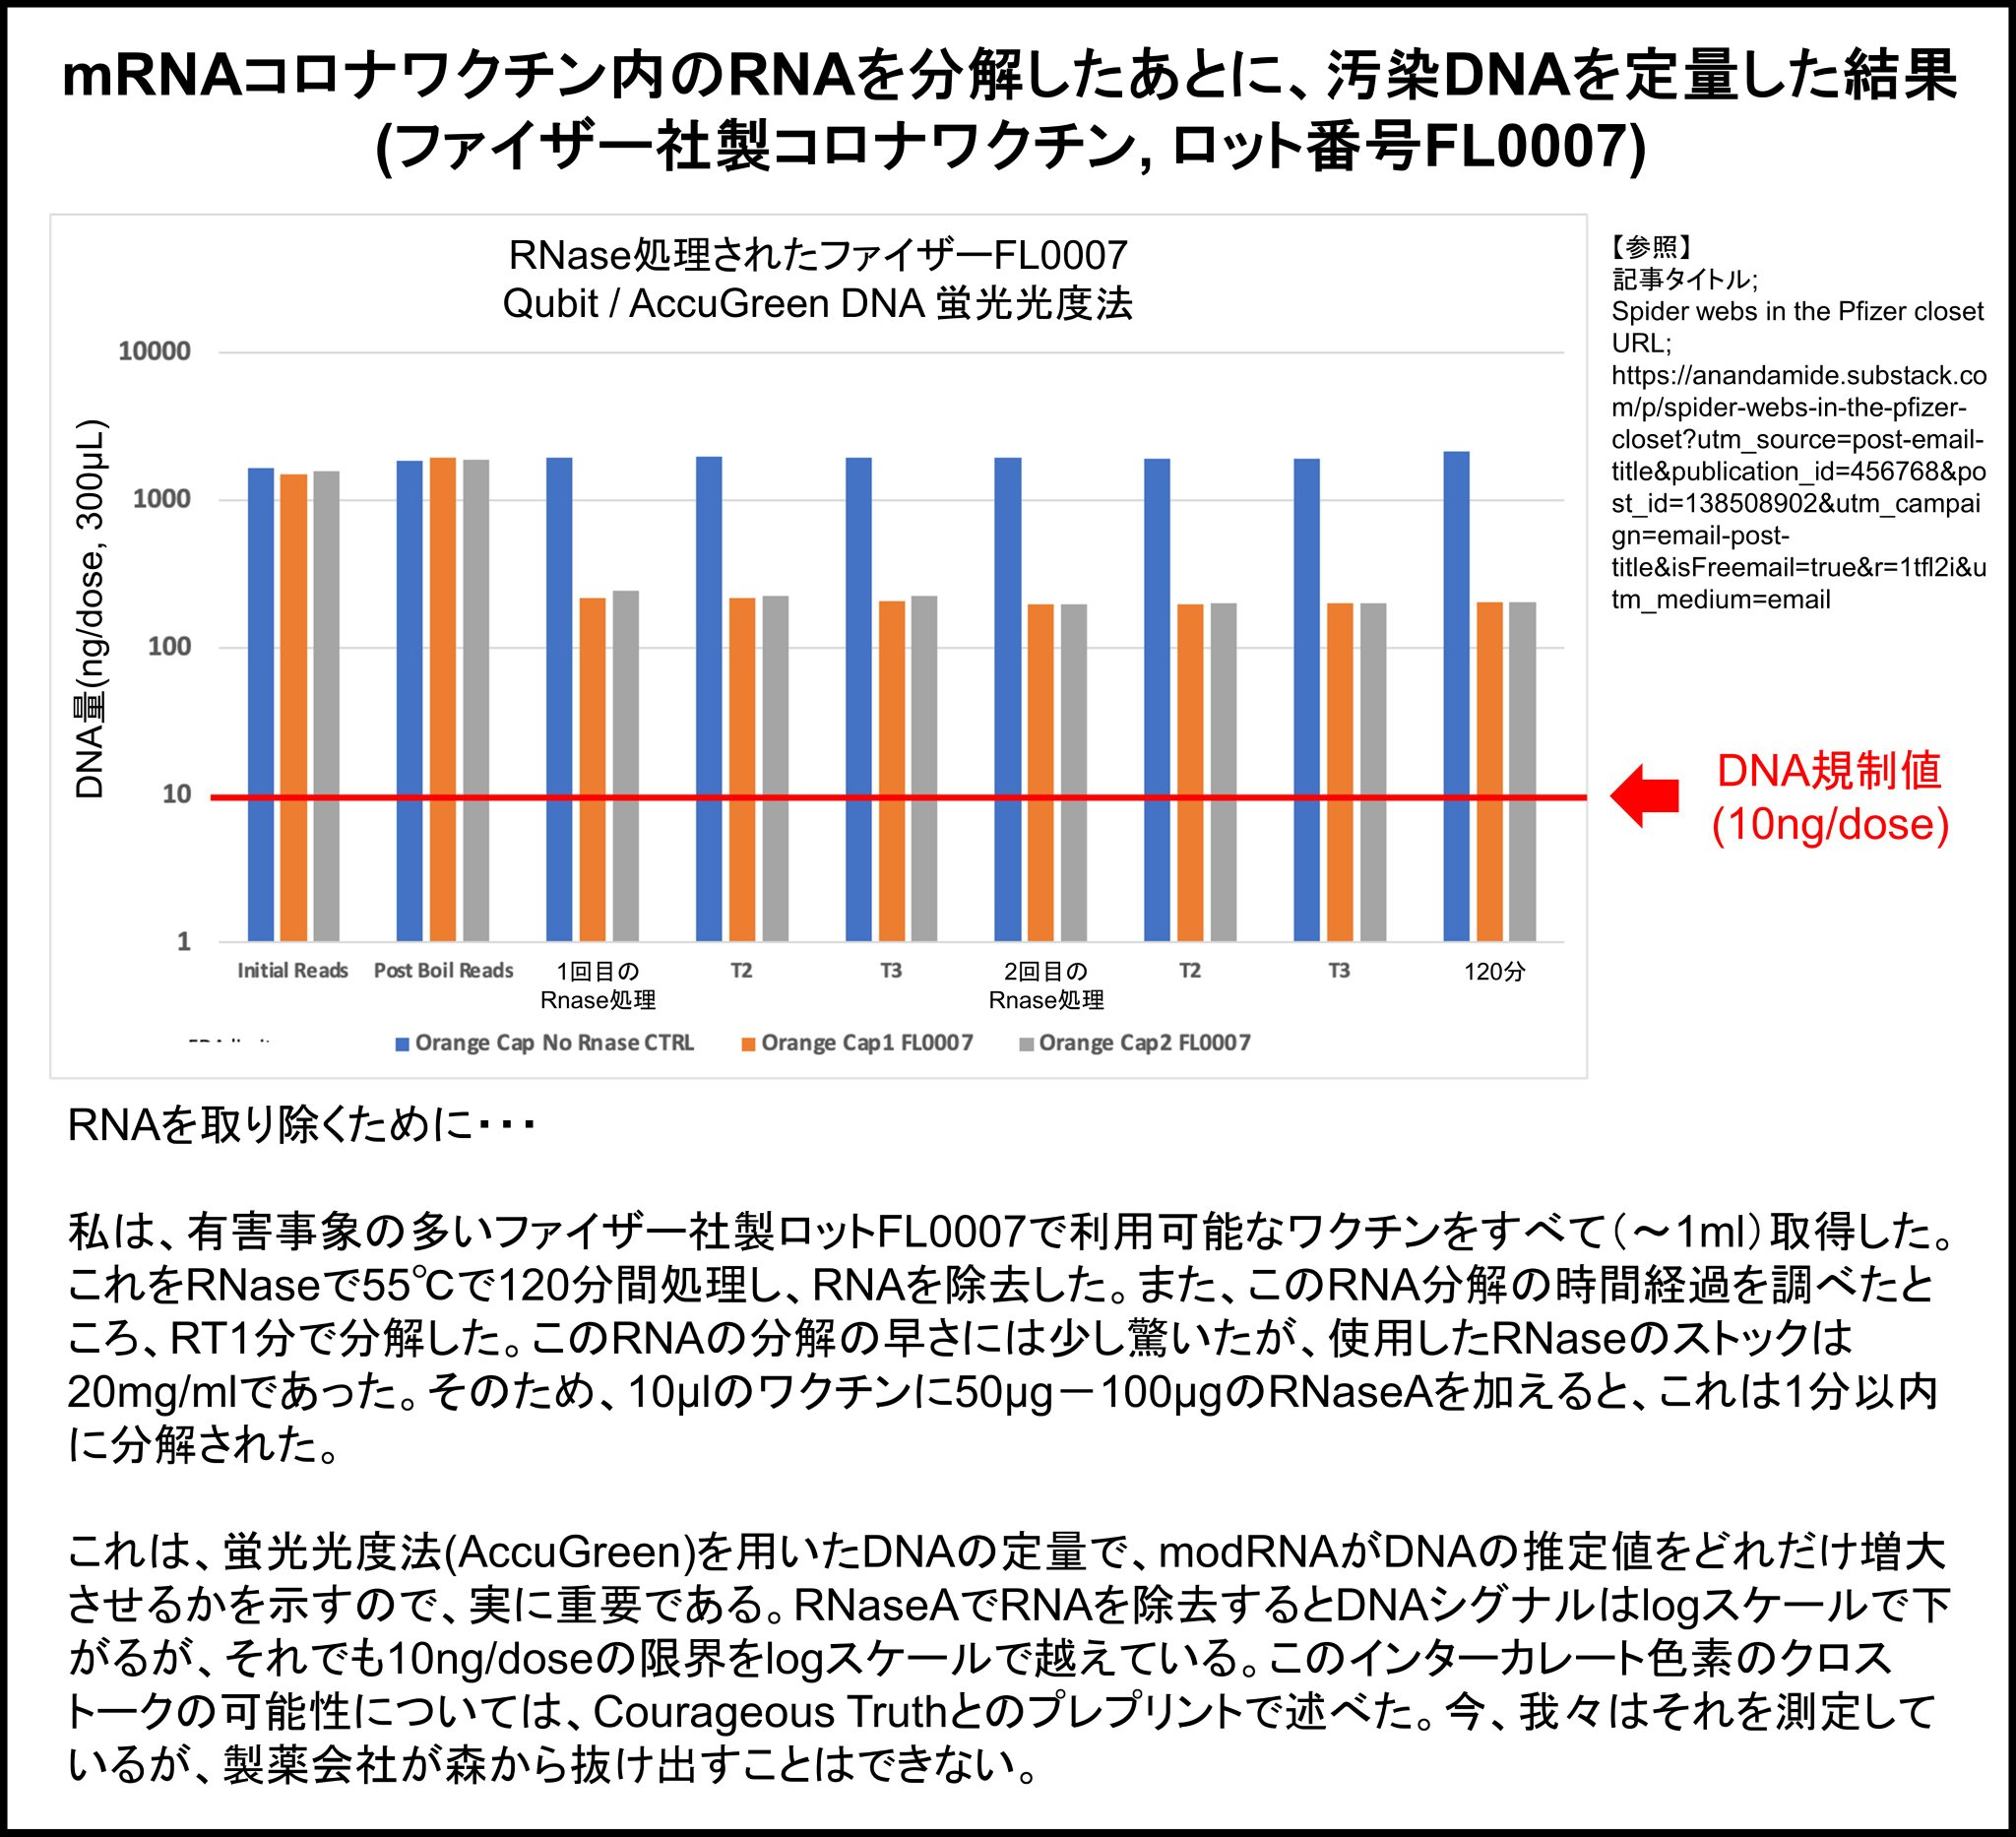 mRNAコロナワクチン内のRNAを分解したあとに、汚染DNAを定量した結果
(ファイザー社製コロナワクチン, ロット番号FL0007)
RNase処理されたファイザーFL0007
Qubit / AccuGreen DNA 蛍光光度法
10000
1000
100
10
1
DNA量(ng/dose, 300μL)
Initial Reads
Post Boil Reads
1回目の
Rnase処理
T2
T3
2回目の
Rnase処理
T2
T3
120分
Orange Cap No Rnase CTRL
Orange Cap1 FL0007
Orange Cap2 FL0007
【参照】
記事タイトル;
Spider webs in the Pfizer closet
URL;
https://anandamide.substack.co
m/p/spider-webs-in-the-pfizer-
closet?utm_source=post-email-
title&publication_id=456768&po
st_id=138508902&utm_campai
gn=email-post-
title&isFreemail=true&r=1tfl2i&u
tm_medium=email
DNA規制値
(10ng/dose)
RNAを取り除くために・・・
私は、有害事象の多いファイザー社製ロットFL0007で利用可能なワクチンをすべて（～1ml）取得した。
これをRNaseで55℃で120分間処理し、RNAを除去した。また、このRNA分解の時間経過を調べたと
ころ、RT1分で分解した。このRNAの分解の早さには少し驚いたが、使用したRNaseのストックは
20mg/mlであった。そのため、10μlのワクチンに50μg－100μgのRNaseAを加えると、これは1分以内
に分解された。
これは、蛍光光度法(AccuGreen)を用いたDNAの定量で、modRNAがDNAの推定値をどれだけ増大
させるかを示すので、実に重要である。RNaseAでRNAを除去するとDNAシグナルはlogスケールで下
がるが、それでも10ng/doseの限界をlogスケールで越えている。このインターカレート色素のクロス
トークの可能性については、Courageous Truthとのプレプリントで述べた。今、我々はそれを測定して
いるが、製薬会社が森から抜け出すことはできない。